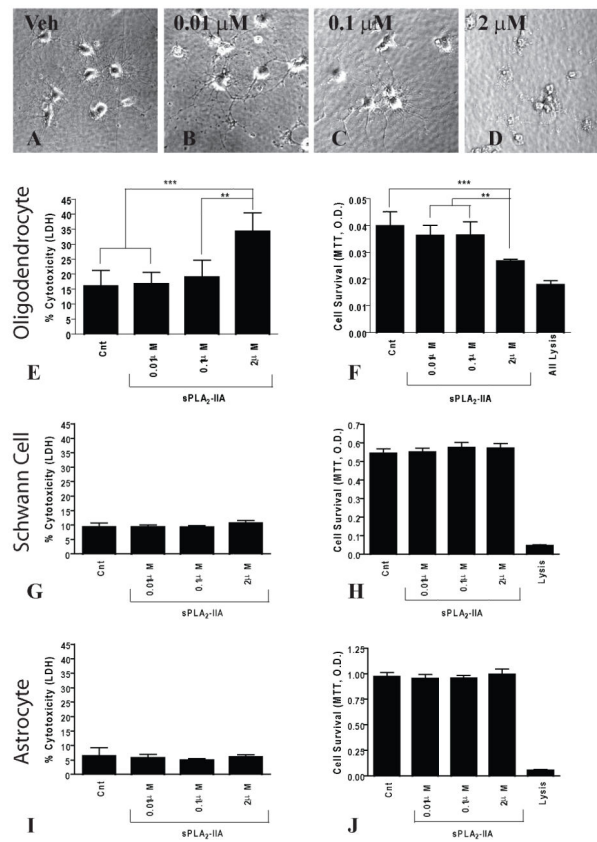 Veh 0.01 μM 0.1 μM 2 μM
A B C D
Oligodendrocyte
% Cytotoxicity (LDH)
45
40
35
30
25
20
15
10
5
0
*** **
Cnt 0.01μ M 0.1μ M 2μ M
sPLA2-IIA
E
Cell Survival (MTT, O.D.)
0.05
0.04
0.03
0.02
0.01
0.00
*** **
Cnt 0.01μ M 0.1μ M 2μ M All Lysis
sPLA2-IIA
F
Schwann Cell
% Cytotoxicity (LDH)
45
40
35
30
25
20
15
10
5
0
Cnt 0.01μ M 0.1μ M 2μ M
sPLA2-IIA
G
Cell Survival (MTT, O.D.)
0.7
0.6
0.5
0.4
0.3
0.2
0.1
0.0
Cnt 0.01μ M 0.1μ M 2μ M Lysis
sPLA2-IIA
H
Astrocyte
% Cytotoxicity (LDH)
45
40
35
30
25
20
15
10
5
0
Cnt 0.01μ M 0.1μ M 2μ M
sPLA2-IIA
I
Cell Survival (MTT, O.D.)
1.25
1.00
0.75
0.50
0.25
0.00
Cnt 0.01μ M 0.1μ M 2μ M Lysis
sPLA2-IIA
J